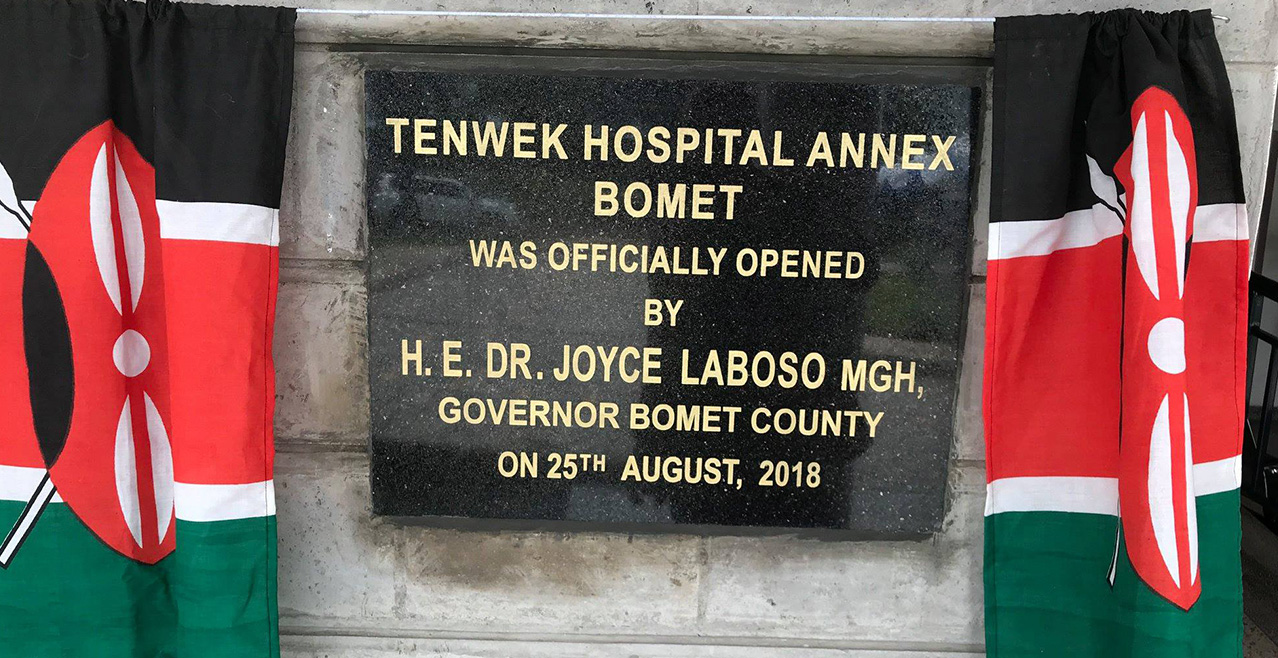 TENWEK HOSPITAL ANNEX
BOMET
WAS OFFICIALLY OPENED
BY
H. E. DR. JOYCE LABOSO MGH,
GOVERNOR BOMET COUNTY
ON 25TH AUGUST, 2018